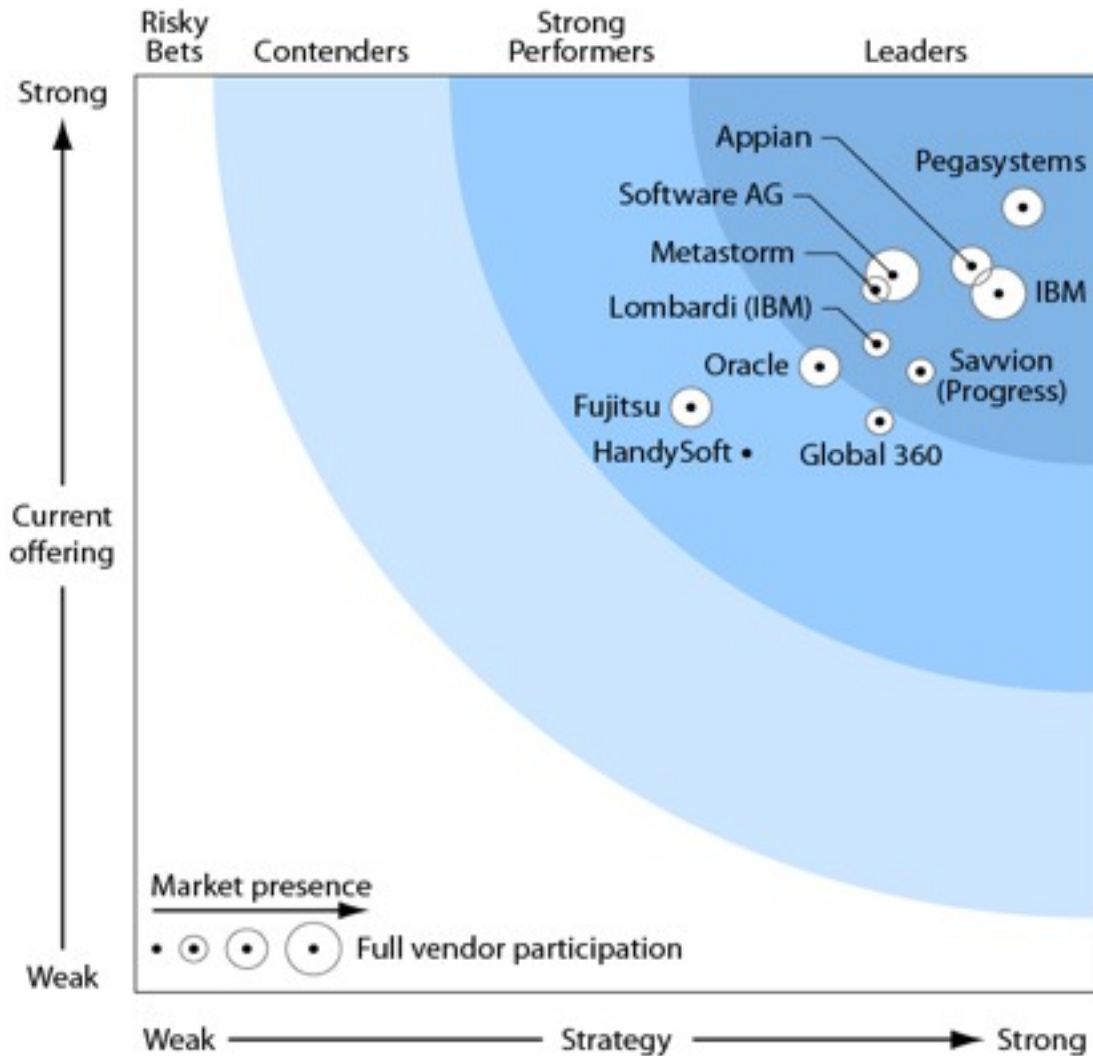 Risky
Bets
Contenders
Strong
Performers
Leaders
Strong
Appian
Pegasystems
Software AG
Metastorm
IBM
Lombardi (IBM)
Oracle
Savvion
(Progress)
Fujitsu
HandySoft
Global 360
Current
offering
Market presence
Full vendor participation
Weak
Weak
Strategy
Strong